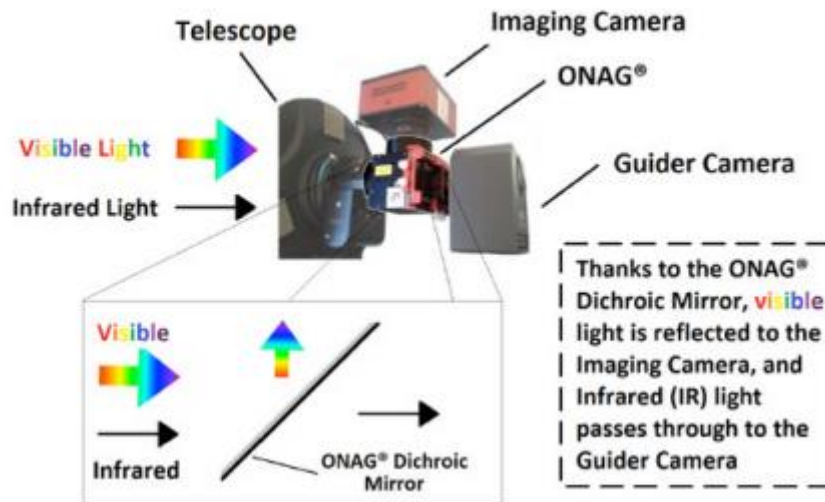 Telescope
Imaging Camera
ONAG®
Visible Light
Infrared Light
Guider Camera
Visible
Infrared
ONAG® Dichroic
Mirror
Thanks to the ONAG®
Dichroic Mirror, visible
light is reflected to the
Imaging Camera, and
Infrared (IR) light
passes through to the
Guider Camera